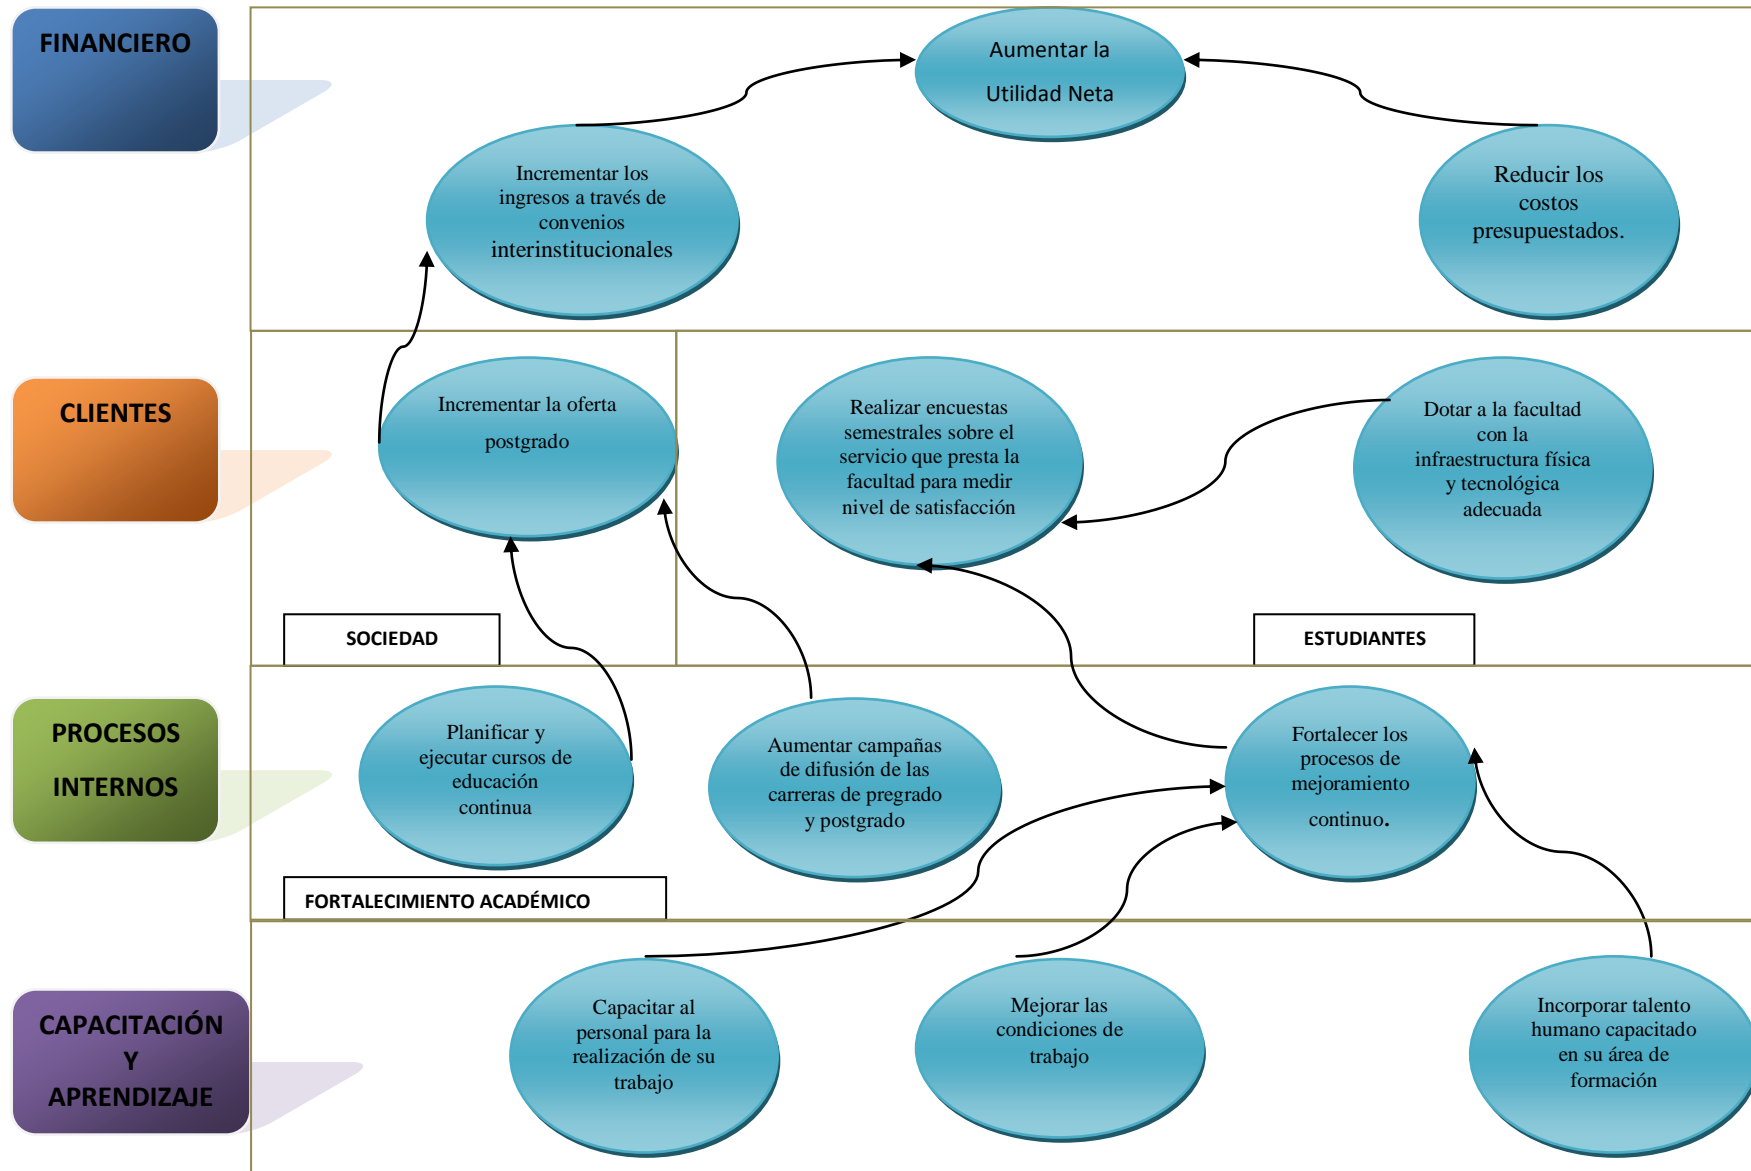 FINANCIERO
Aumentar la
Utilidad Neta
Incrementar los
ingresos a través de
convenios
interinstitucionales
Reducir los
costos
presupuestados.
CLIENTES
Incrementar la oferta
postgrado
Realizar encuestas
semestrales sobre el
servicio que presta la
facultad para medir
nivel de satisfacción
Dotar a la facultad
con la
infraestructura física
y tecnológica
adecuada
SOCIEDAD
ESTUDIANTES
PROCESOS
INTERNOS
Planificar y
ejecutar cursos de
educación
continua
Aumentar campañas
de difusión de las
carreras de pregrado
y postgrado
Fortalecer los
procesos de
mejoramiento
continuo.
FORTALECIMIENTO ACADÉMICO
CAPACITACIÓN
Y
APRENDIZAJE
Capacitar al
personal para la
realización de su
trabajo
Mejorar las
condiciones de
trabajo
Incorporar talento
humano capacitado
en su área de
formación